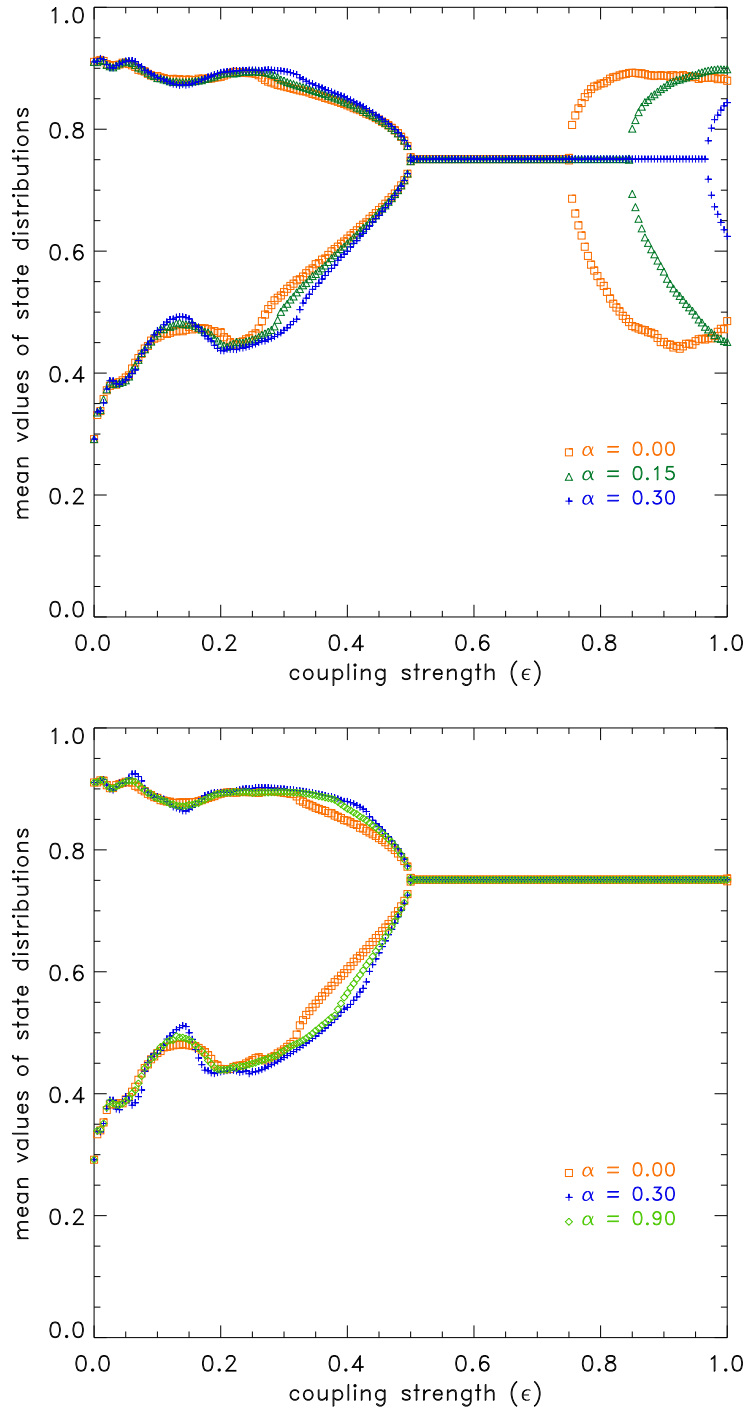 1.0
0.8
0.6
0.4
0.2
0.0
mean values of state distributions
α = 0.00
α = 0.15
α = 0.30
0.0 0.2 0.4 0.6 0.8 1.0
coupling strength (ϵ)
1.0
0.8
0.6
0.4
0.2
0.0
mean values of state distributions
α = 0.00
α = 0.30
α = 0.90
0.0 0.2 0.4 0.6 0.8 1.0
coupling strength (ϵ)